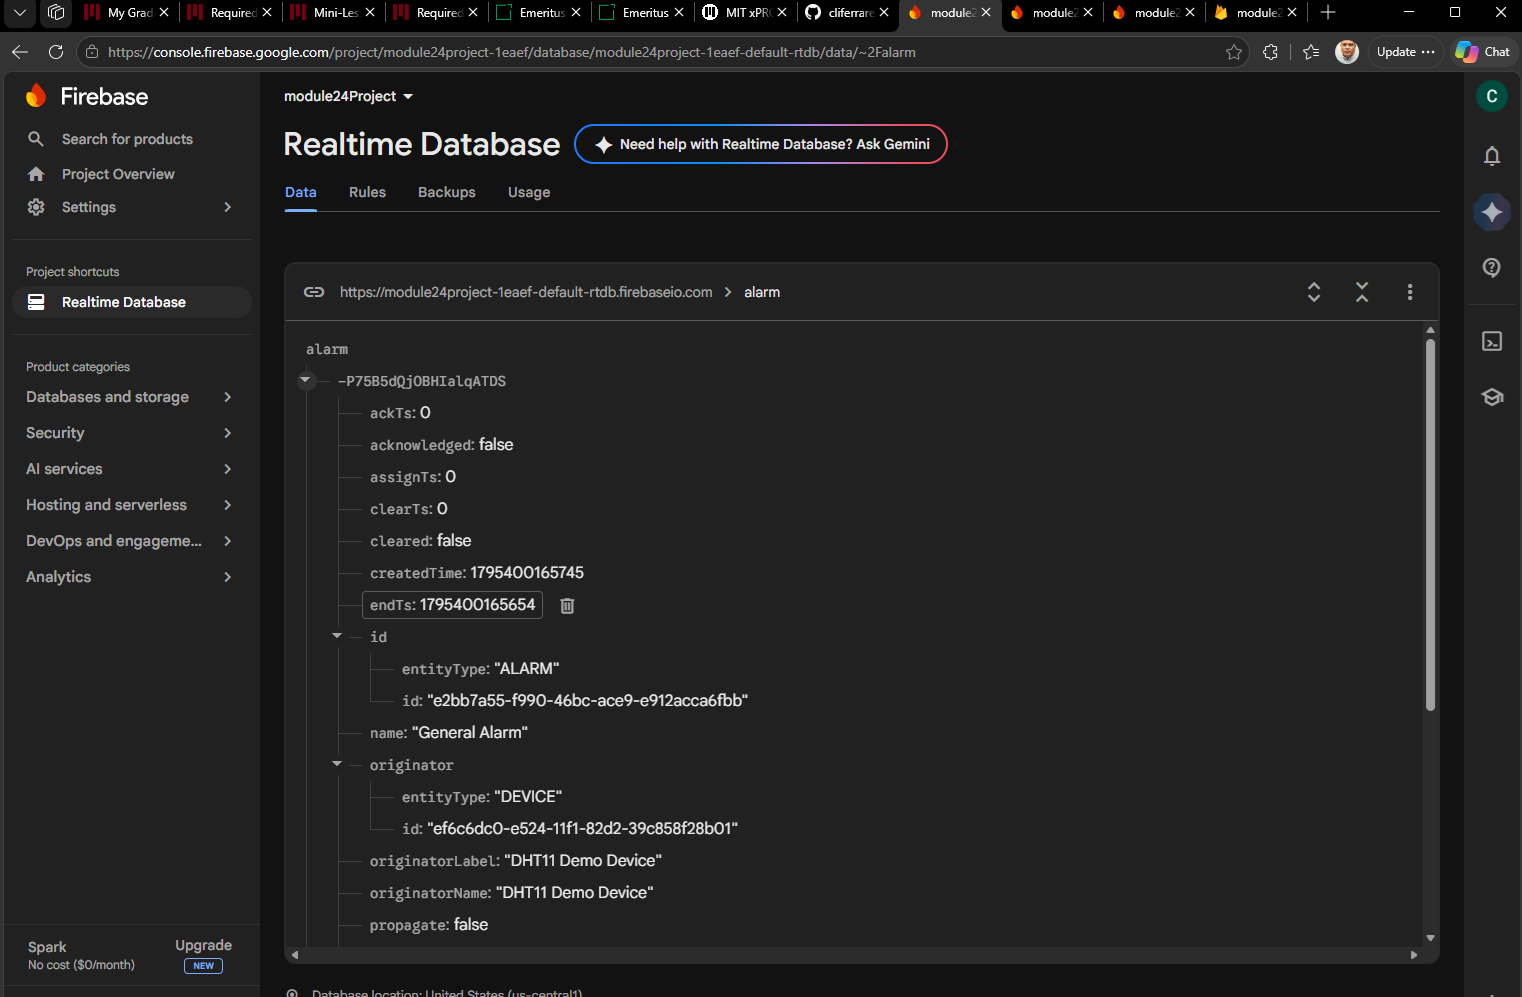 My Grad
Required
Mini-Les
Required
Emeritus
Emeritus
MIT xPRO
cliferrare
module2
module2
module2
module2
https://console.firebase.google.com/project/module24project-1eaef/database/module24project-1eaef-default-rtdb/data/~2Falarm
Update
Chat
Firebase
Search for products
Project Overview
Settings
Project shortcuts
Realtime Database
Product categories
Databases and storage
Security
AI services
Hosting and serverless
DevOps and engageme...
Analytics
Spark
No cost ($0/month)
Upgrade
NEW
module24Project
Realtime Database
Need help with Realtime Database? Ask Gemini
Data
Rules
Backups
Usage
https://module24project-1eaef-default-rtdb.firebaseio.com > alarm
alarm
-P75B5dQjOBHIalqATDS
ackTs: 0
acknowledged: false
assignTs: 0
clearTs: 0
cleared: false
createdTime: 1795400165745
endTs: 1795400165654
id
entityType: "ALARM"
id: "e2bb7a55-f990-46bc-ace9-e912acca6fbb"
name: "General Alarm"
originator
entityType: "DEVICE"
id: "ef6c6dc0-e524-11f1-82d2-39c858f28b01"
originatorLabel: "DHT11 Demo Device"
originatorName: "DHT11 Demo Device"
propagate: false
Database location: United States (us-central1)
C